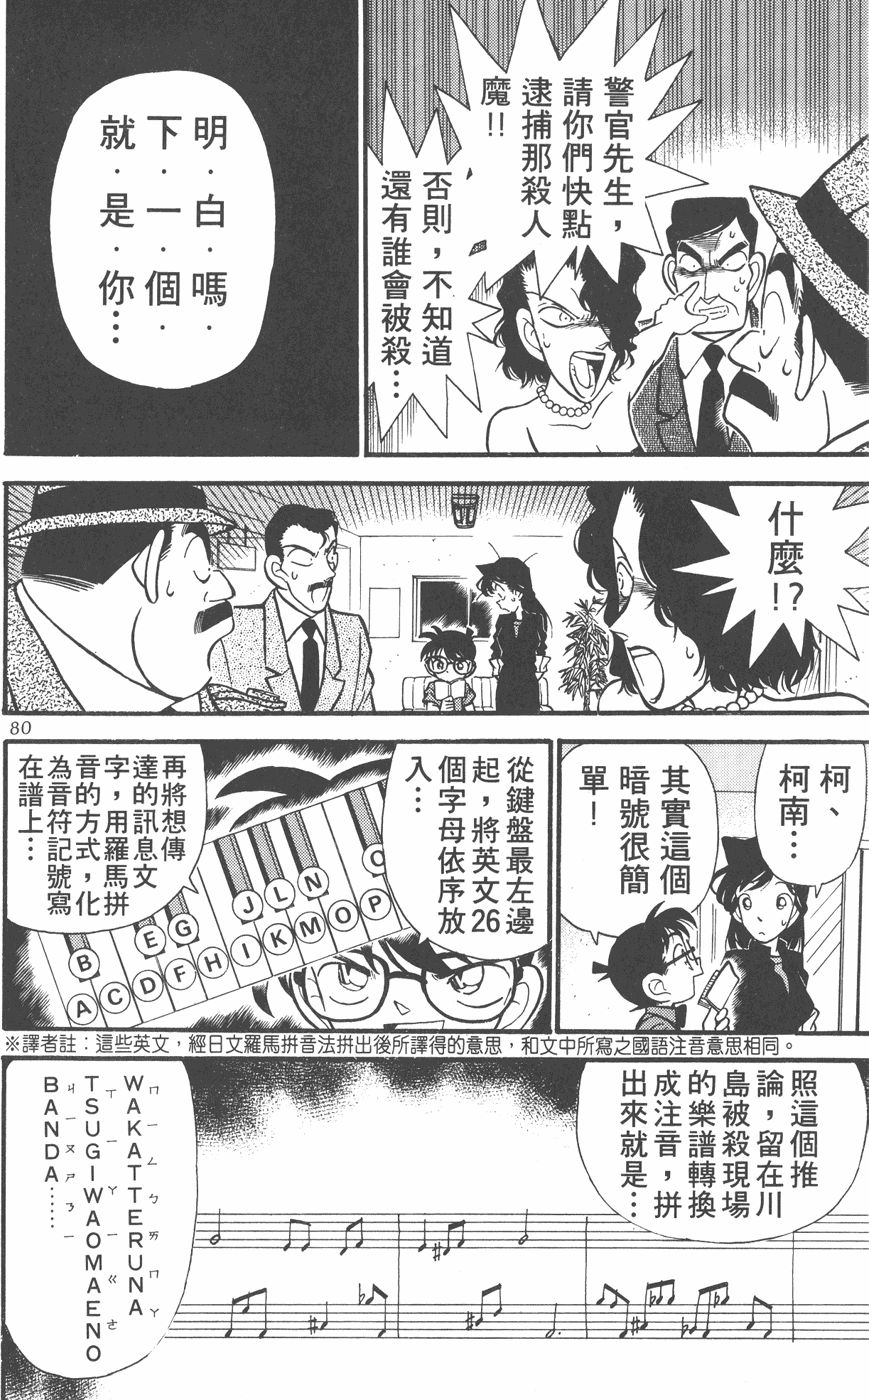 警官先生，
請你們快點
逮捕那殺人
魔!!
否則，不知道
還有誰會被殺…
明白嗎
下一個
就是你…
什麼!?
80
柯、
柯南…
其實這個
暗號很簡
單！
從鍵盤最左邊
起，將英文26
個字母依序放
入…
B E G J L N
A C D F H I K M O P
再將想傳
達的訊息文
字，用羅馬拼
音的方式，化
為音符記號寫
在譜上…
※譯者註：這些英文，經日文羅馬拼音法拼出後所譯得的意思，和文中所寫之國語注音意思相同。
照這個推
論，留在川
島被殺現場
的樂譜轉換
成注音，拼
出來就是…
ㄇㄧㄥㄅㄞㄇㄚ
WAKATTERUNA
ㄒㄧㄚㄧㄍㄜ
TSUGIWAOMAENO
ㄐㄧㄡㄕㄋㄧ
BANDA……